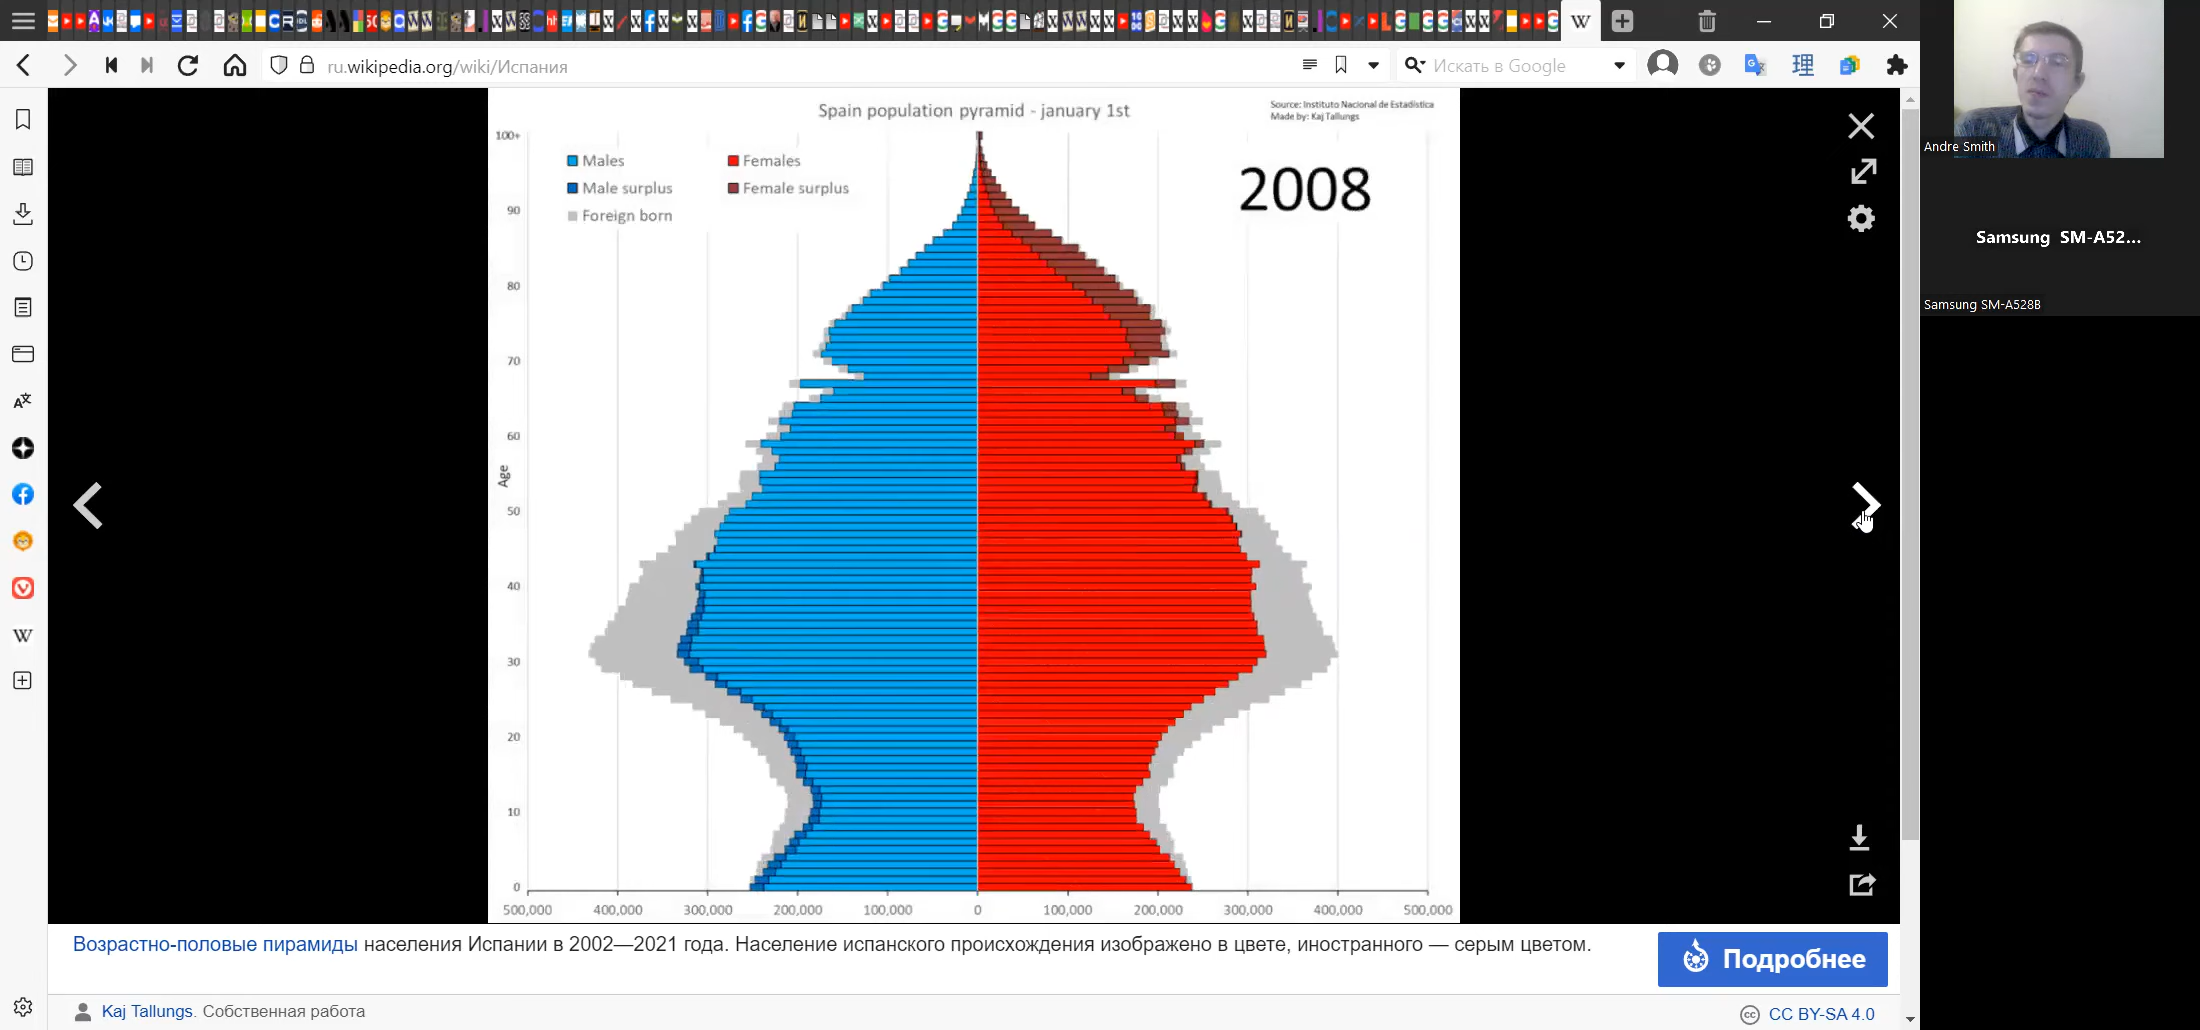 ru.wikipedia.org/wiki/Испания
Искать в Google
Spain population pyramid - january 1st
Source: Instituto Nacional de Estadística
Made by: Kaj Tallungs
Males
Females
Male surplus
Female surplus
Foreign born
2008
100+
90
80
70
60
50
40
30
20
10
0
Age
500,000 400,000 300,000 200,000 100,000 0 100,000 200,000 300,000 400,000 500,000
Возрастно-половые пирамиды населения Испании в 2002—2021 года. Население испанского происхождения изображено в цвете, иностранного — серым цветом.
Подробнее
Kaj Tallungs. Собственная работа
CC BY-SA 4.0
Andre Smith
Samsung SM-A52...
Samsung SM-A528B